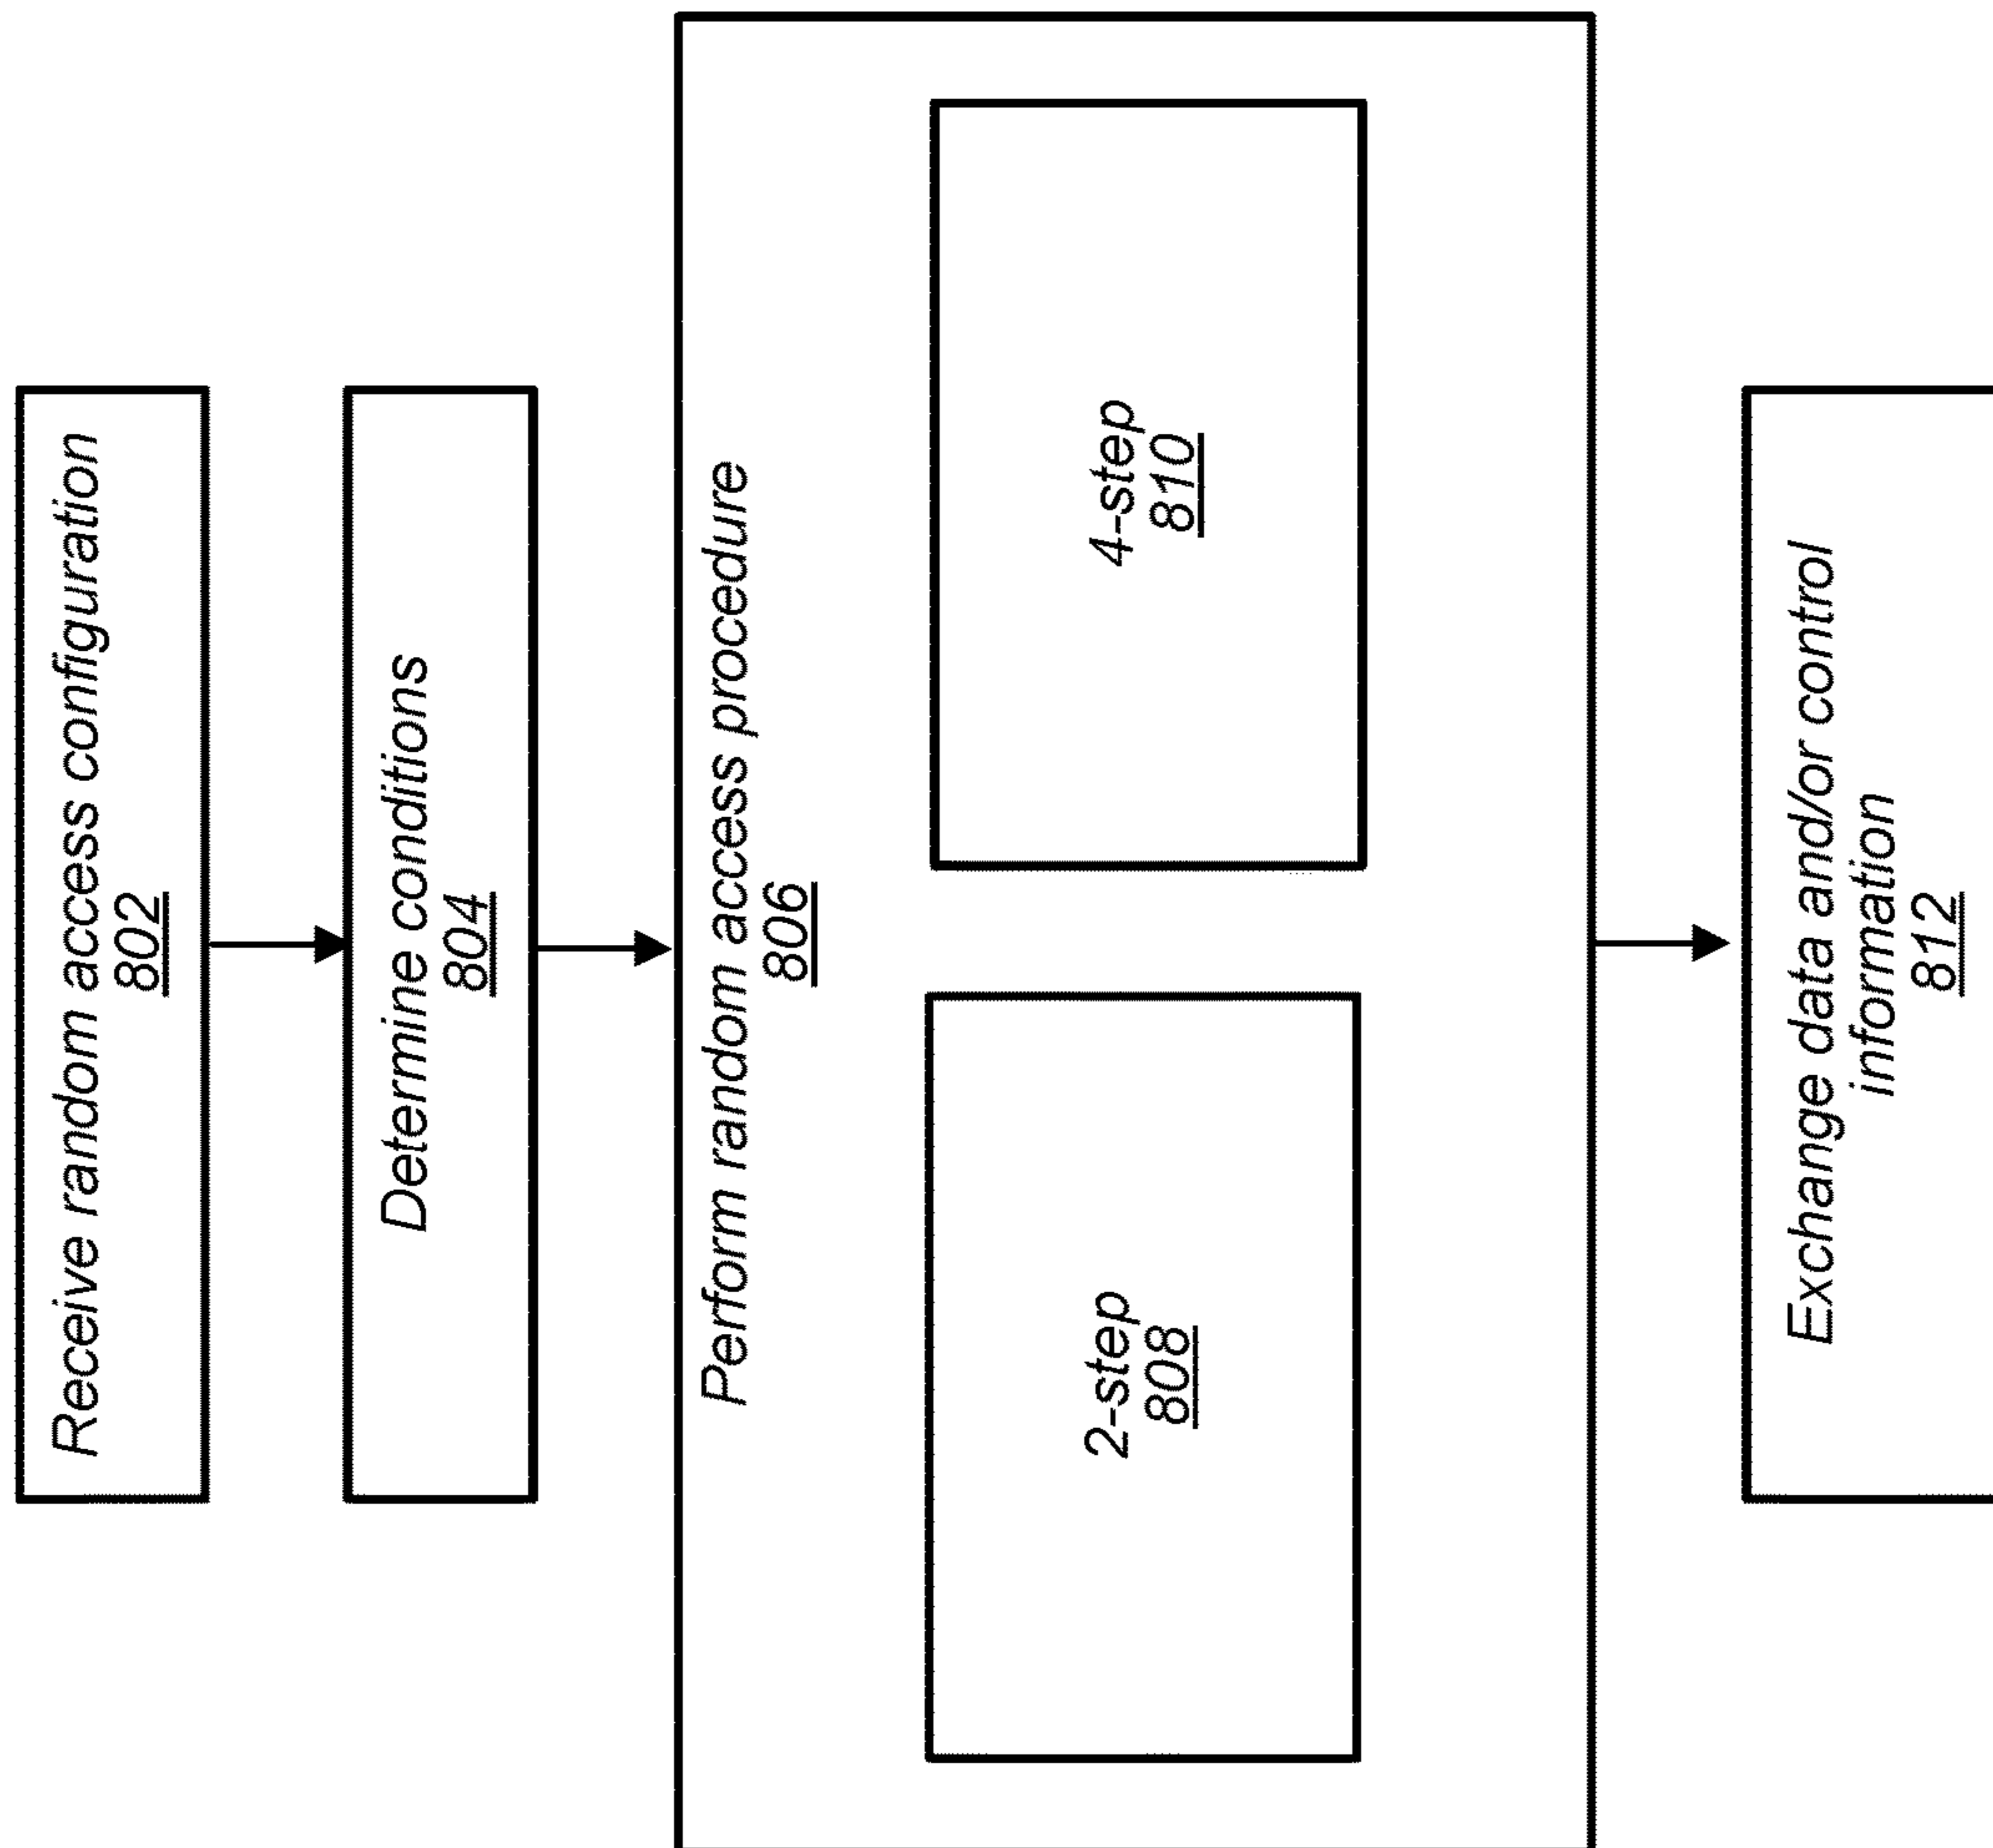 Receive random access configuration
802
Determine conditions
804
Perform random access procedure
806
2-step
808
4-step
810
Exchange data and/or control
information
812